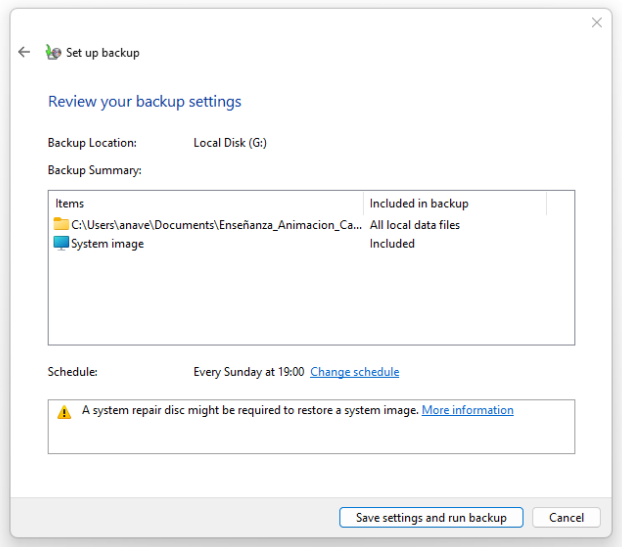 Set up backup
Review your backup settings
Backup Location: Local Disk (G:)
Backup Summary:
Items Included in backup
C:\Users\anave\Documents\Enseñanza_Animacion_Ca... All local data files
System image Included
Schedule: Every Sunday at 19:00 Change schedule
A system repair disc might be required to restore a system image. More information
Save settings and run backup Cancel